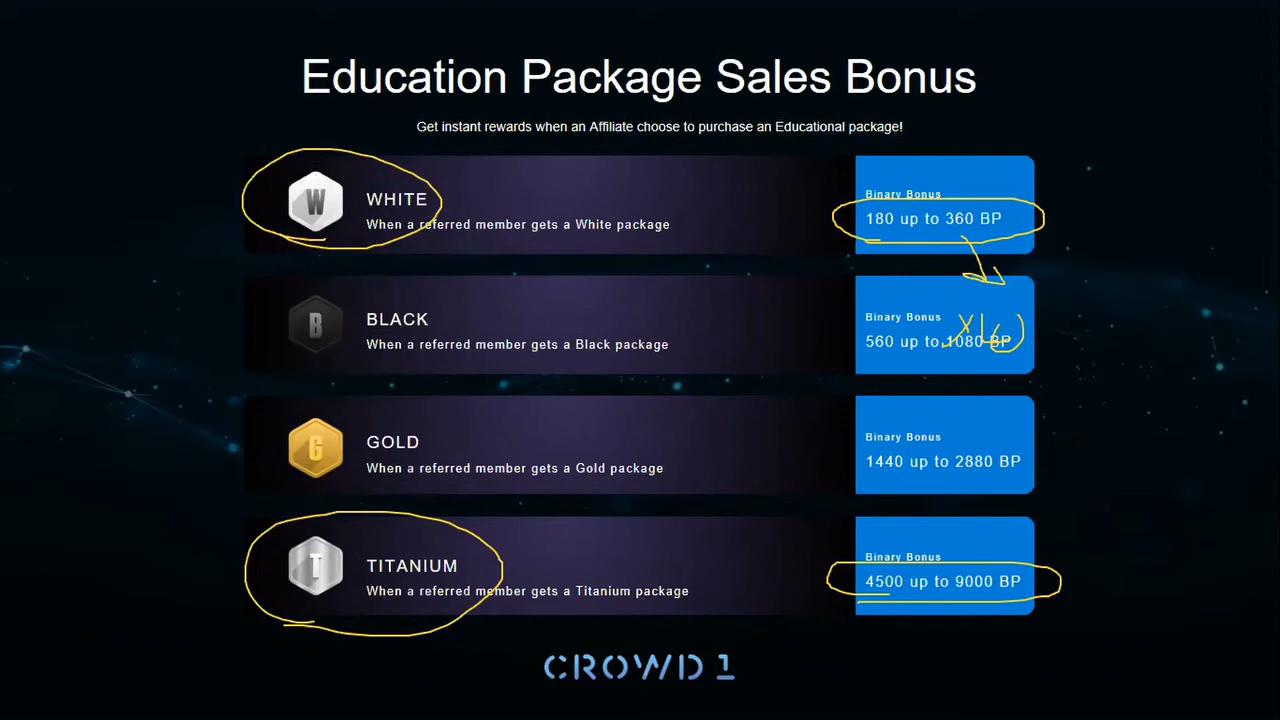 Education Package Sales Bonus
Get instant rewards when an Affiliate choose to purchase an Educational package!
W
WHITE
When a referred member gets a White package
Binary Bonus
180 up to 360 BP
B
BLACK
When a referred member gets a Black package
Binary Bonus
560 up to 1080 BP
G
GOLD
When a referred member gets a Gold package
Binary Bonus
1440 up to 2880 BP
T
TITANIUM
When a referred member gets a Titanium package
Binary Bonus
4500 up to 9000 BP
CROWD 1